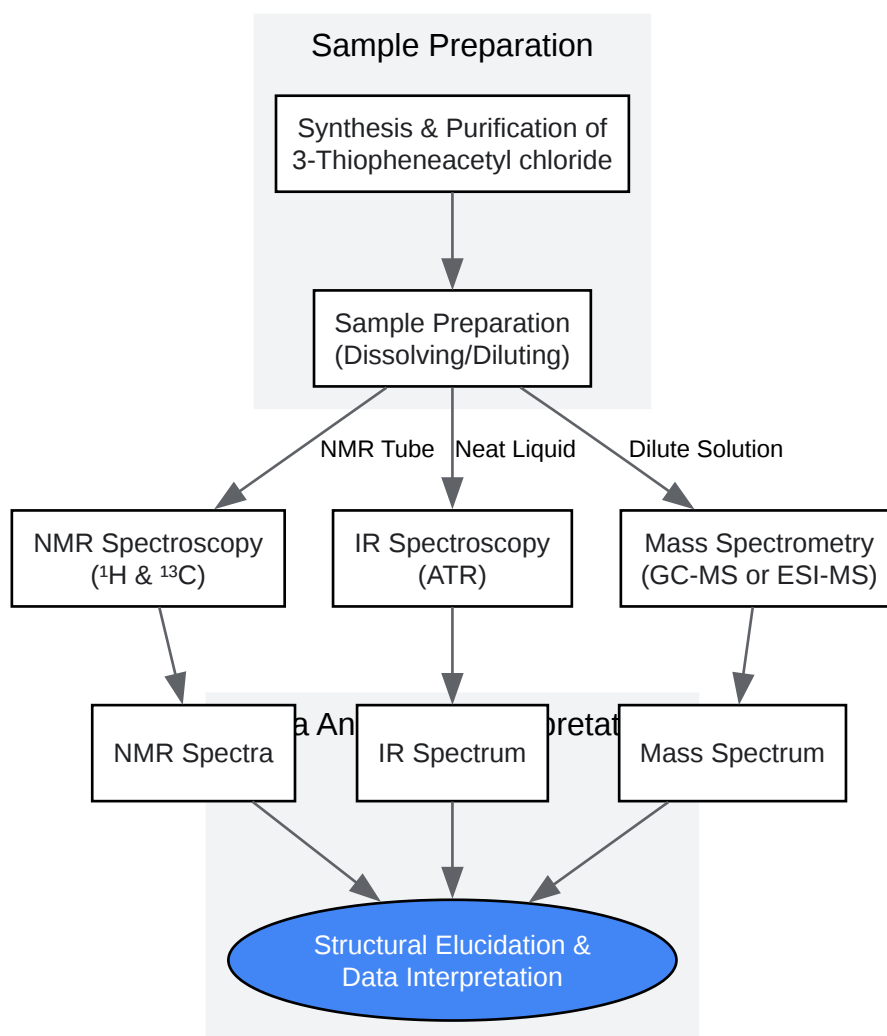 Sample Preparation
Synthesis & Purification of
3-Thiopheneacetyl chloride
Sample Preparation
(Dissolving/Diluting)
NMR Tube
Neat Liquid
Dilute Solution
NMR Spectroscopy
(¹H & ¹³C)
IR Spectroscopy
(ATR)
Mass Spectrometry
(GC-MS or ESI-MS)
NMR Spectra
IR Spectrum
Mass Spectrum
Structural Elucidation &
Data Interpretation